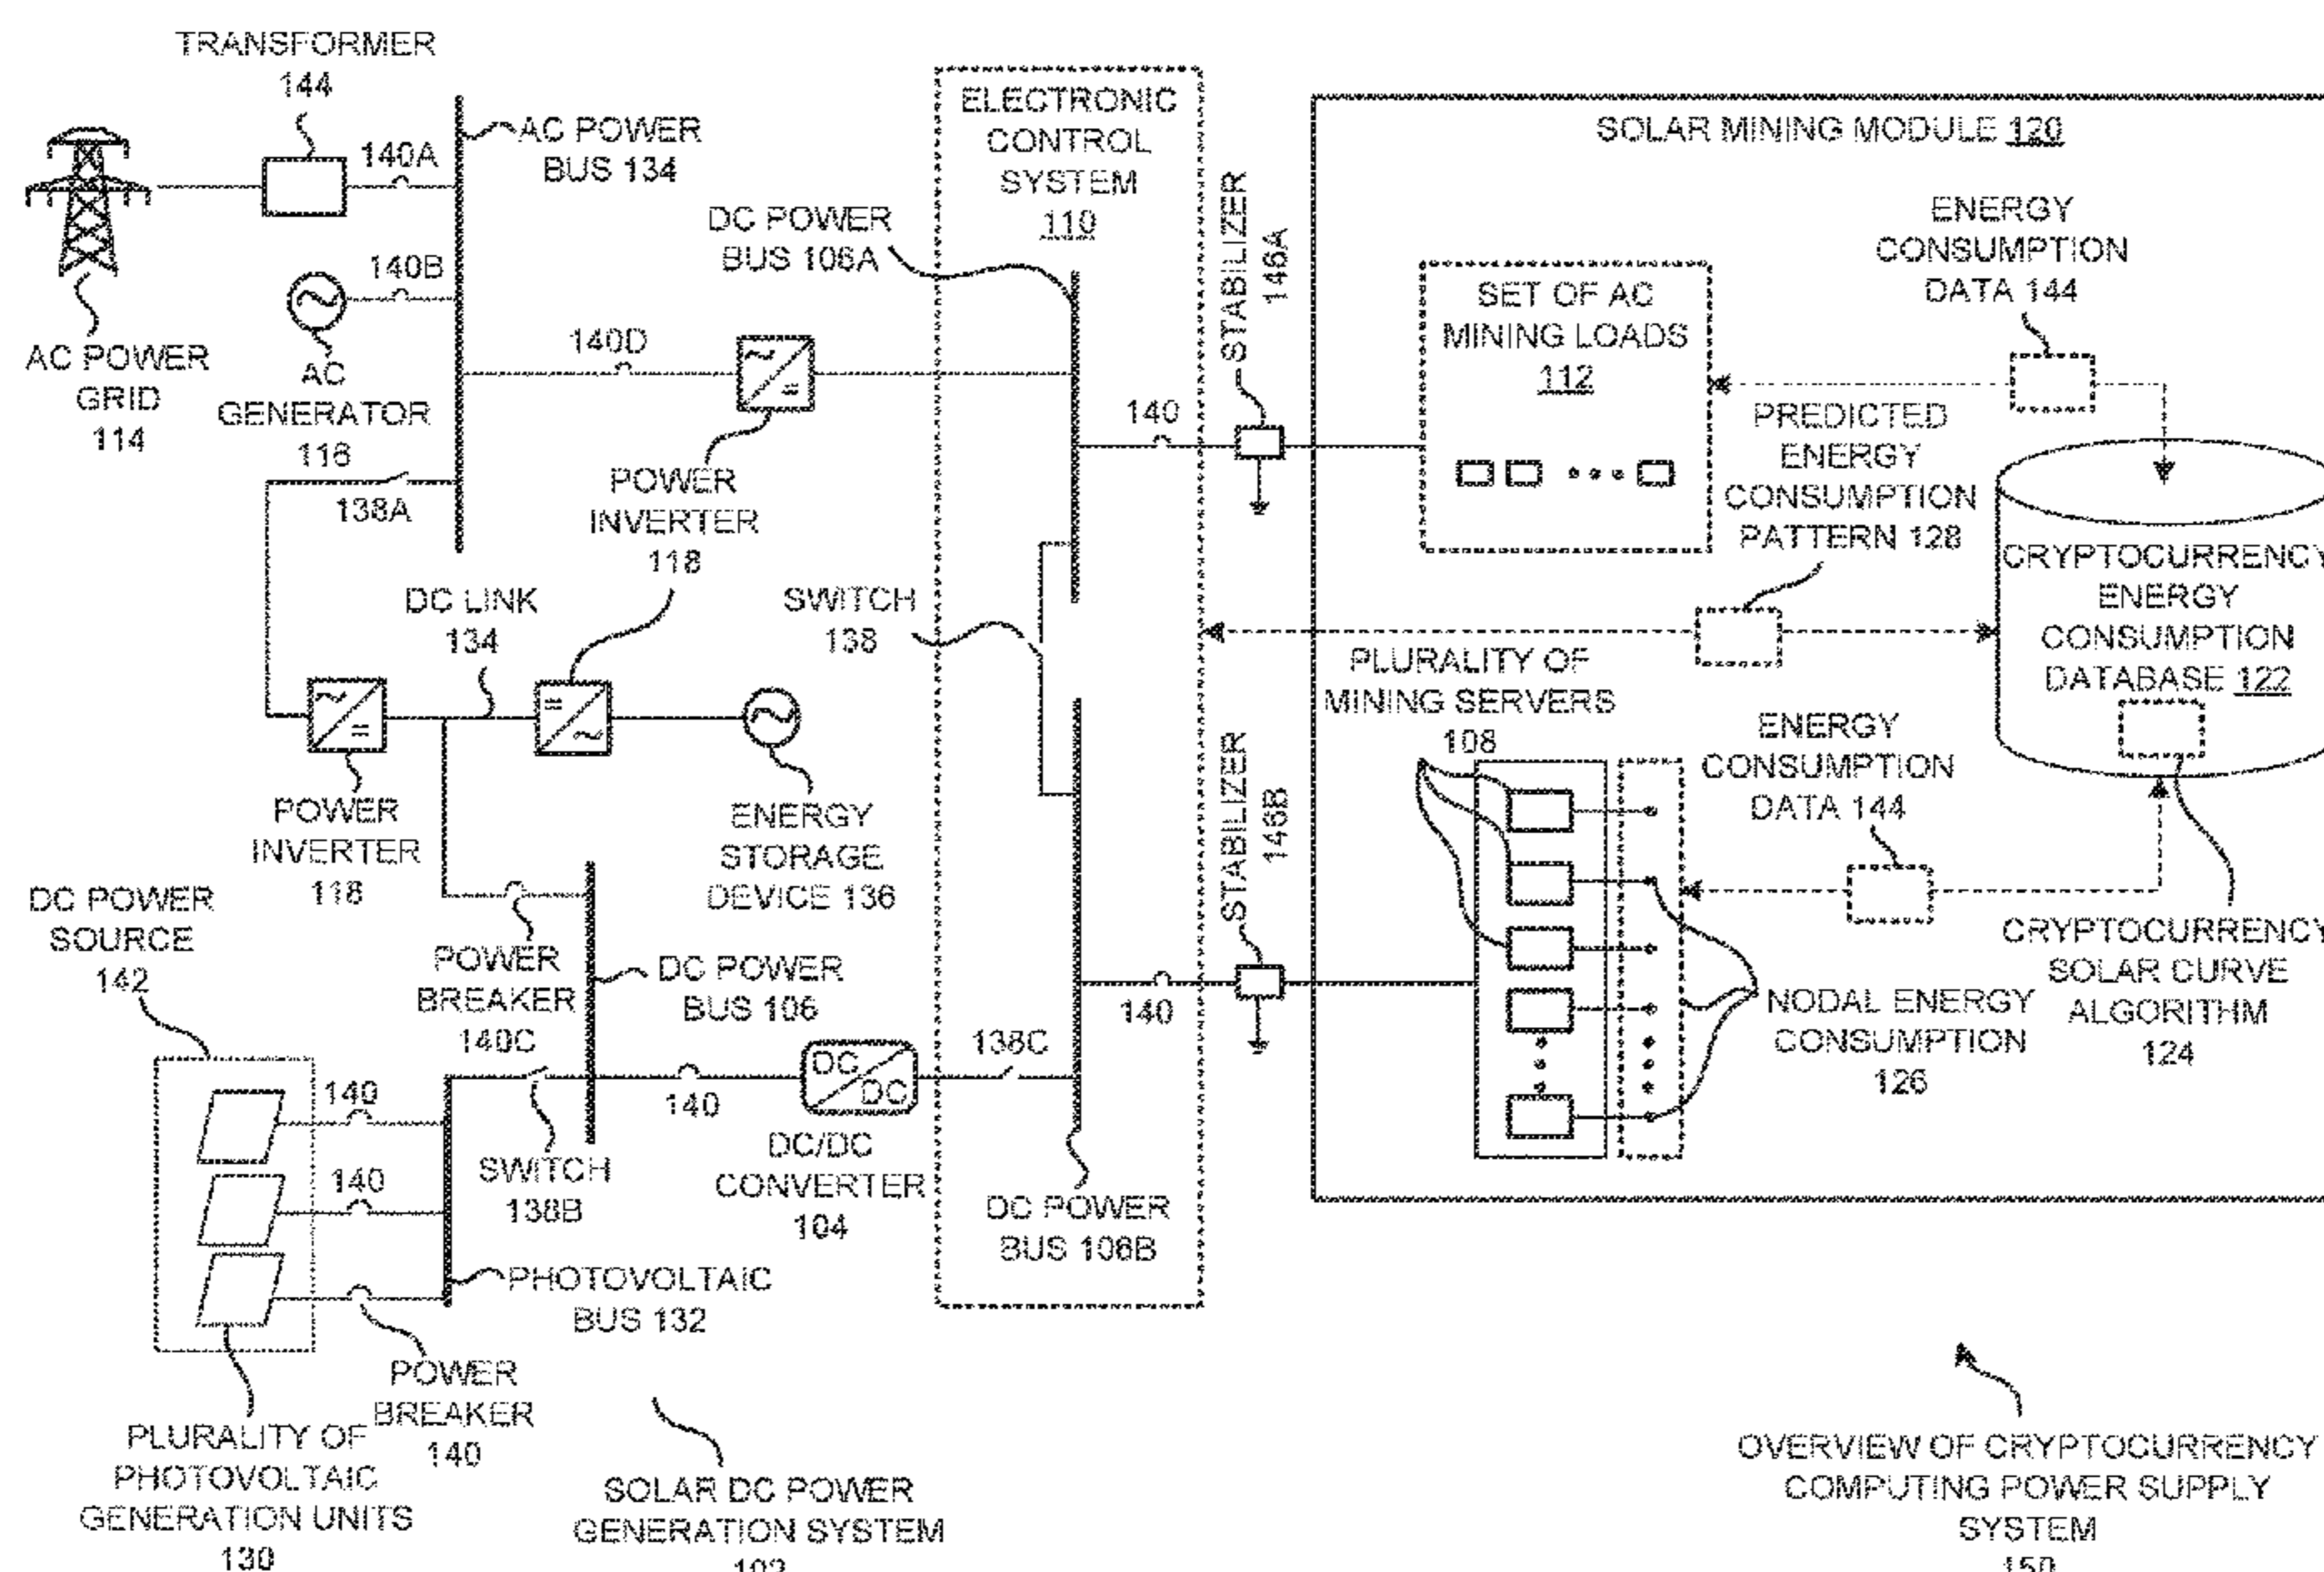 TRANSFORMER
144
140A
AC POWER
BUS 134
140B
AC POWER
GRID
114
AC
GENERATOR
116
138A
140D
POWER
INVERTER
118
DC POWER
BUS 106A
ELECTRONIC
CONTROL
SYSTEM
110
DC LINK
134
SWITCH
138
POWER
INVERTER
118
ENERGY
STORAGE
DEVICE 136
DC POWER
SOURCE
142
POWER
BREAKER
140C
DC POWER
BUS 106
140
140
140
SWITCH
138B
DC
DC
DC/DC
CONVERTER
104
138C
DC POWER
BUS 106B
PHOTOVOLTAIC
BUS 132
POWER
BREAKER
140
PLURALITY OF
PHOTOVOLTAIC
GENERATION UNITS
130
SOLAR DC POWER
GENERATION SYSTEM
102
140
STABILIZER
146A
140
STABILIZER
146B
SOLAR MINING MODULE 120
SET OF AC
MINING LOADS
112
ENERGY
CONSUMPTION
DATA 144
PREDICTED
ENERGY
CONSUMPTION
PATTERN 128
CRYPTOCURRENCY
ENERGY
CONSUMPTION
DATABASE 122
PLURALITY OF
MINING SERVERS
108
ENERGY
CONSUMPTION
DATA 144
NODAL ENERGY
CONSUMPTION
126
CRYPTOCURRENCY
SOLAR CURVE
ALGORITHM
124
OVERVIEW OF CRYPTOCURRENCY
COMPUTING POWER SUPPLY
SYSTEM
150